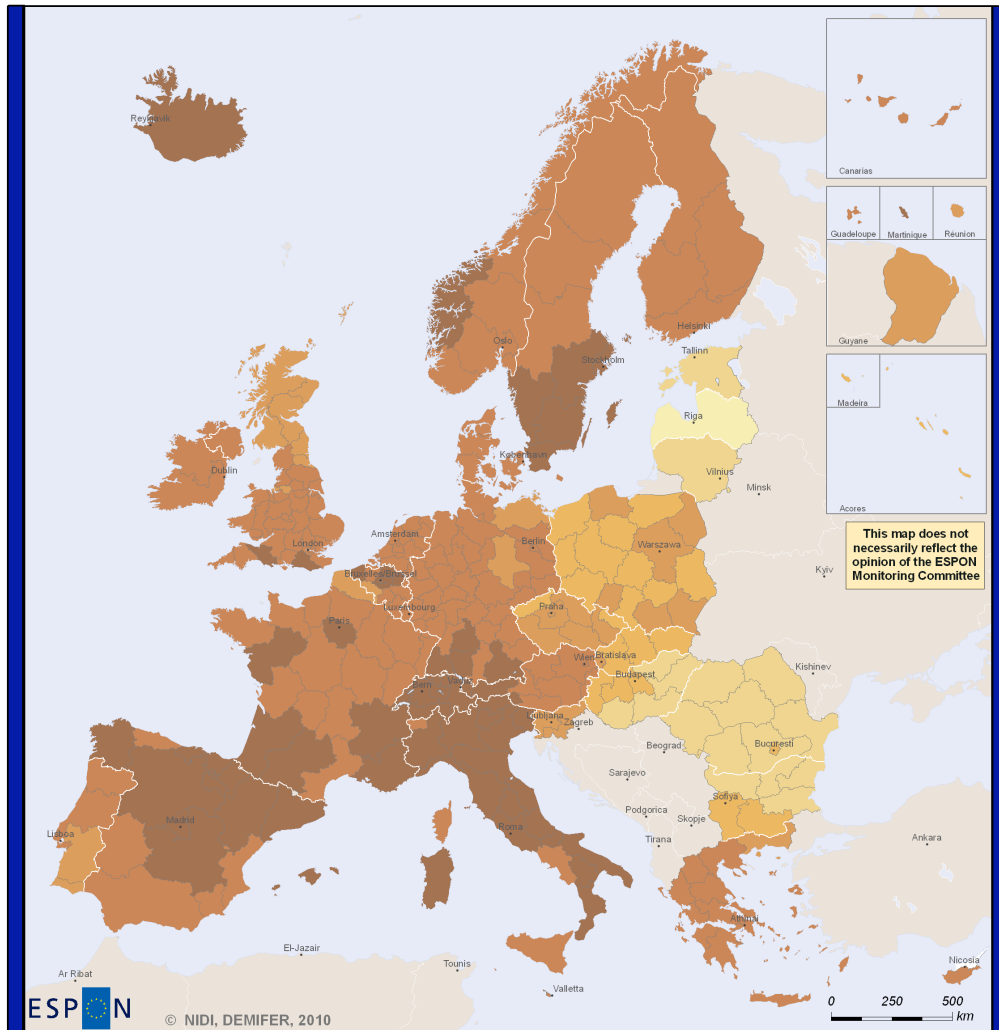 Reykjavik
Canarias
Guadeloupe
Martinique
Réunion
Guyane
Madeira
Acores
This map does not
necessarily reflect the
opinion of the ESPON
Monitoring Committee
Oslo
Helsinki
Tallinn
Stockholm
Riga
København
Vilnius
Minsk
Dublin
Amsterdam
Berlin
Warszawa
London
Bruxelles/Brussel
Kyiv
Luxembourg
Praha
Paris
Wien
Bratislava
Kishinev
Bern
Vaduz
Budapest
Ljubljana
Zagreb
Beograd
Bucuresti
Sarajevo
Sofiya
Podgorica
Skopje
Madrid
Roma
Tirana
Lisboa
Ankara
Athinai
El-Jazair
Tounis
Nicosia
Ar Ribat
Valletta
ESPON
© NIDI, DEMIFER, 2010
0 250 500
km